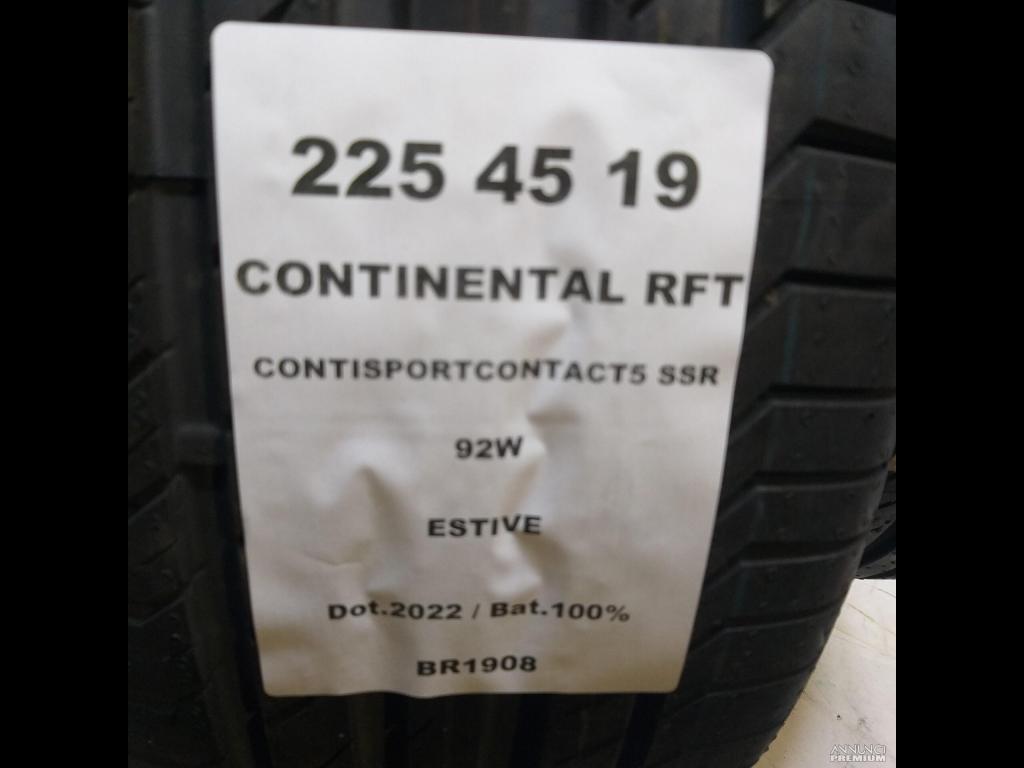 225 45 19
CONTINENTAL RFT
CONTISPORTCONTACT5 SSR
92W
ESTIVE
Dot.2022 / Bat.100%
BR1908
ANNUNCI
PREMIUM